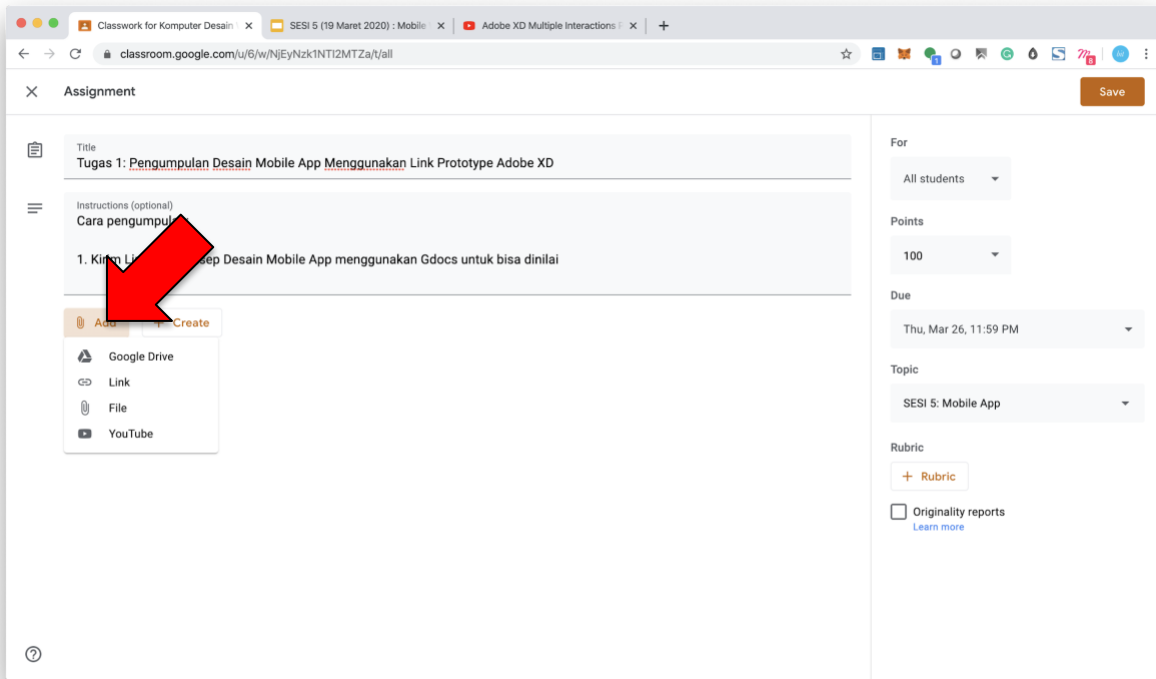 Classwork for Komputer Desain
SESI 5 (19 Maret 2020) : Mobile
Adobe XD Multiple Interactions
classroom.google.com/u/6/w/NjEyNzk1NTI2MTZa/t/all
1
8
AV
Assignment
Save
Title
Tugas 1: Pengumpulan Desain Mobile App Menggunakan Link Prototype Adobe XD
Instructions (optional)
Cara
1. Desain Mobile App menggunakan Gdocs untuk bisa dinilai
Add
Create
Google Drive
Link
File
YouTube
For
All students
Points
100
Due
Thu, Mar 26, 11:59 PM
Topic
SESI 5: Mobile App
Rubric
+ Rubric
Originality reports
Learn more